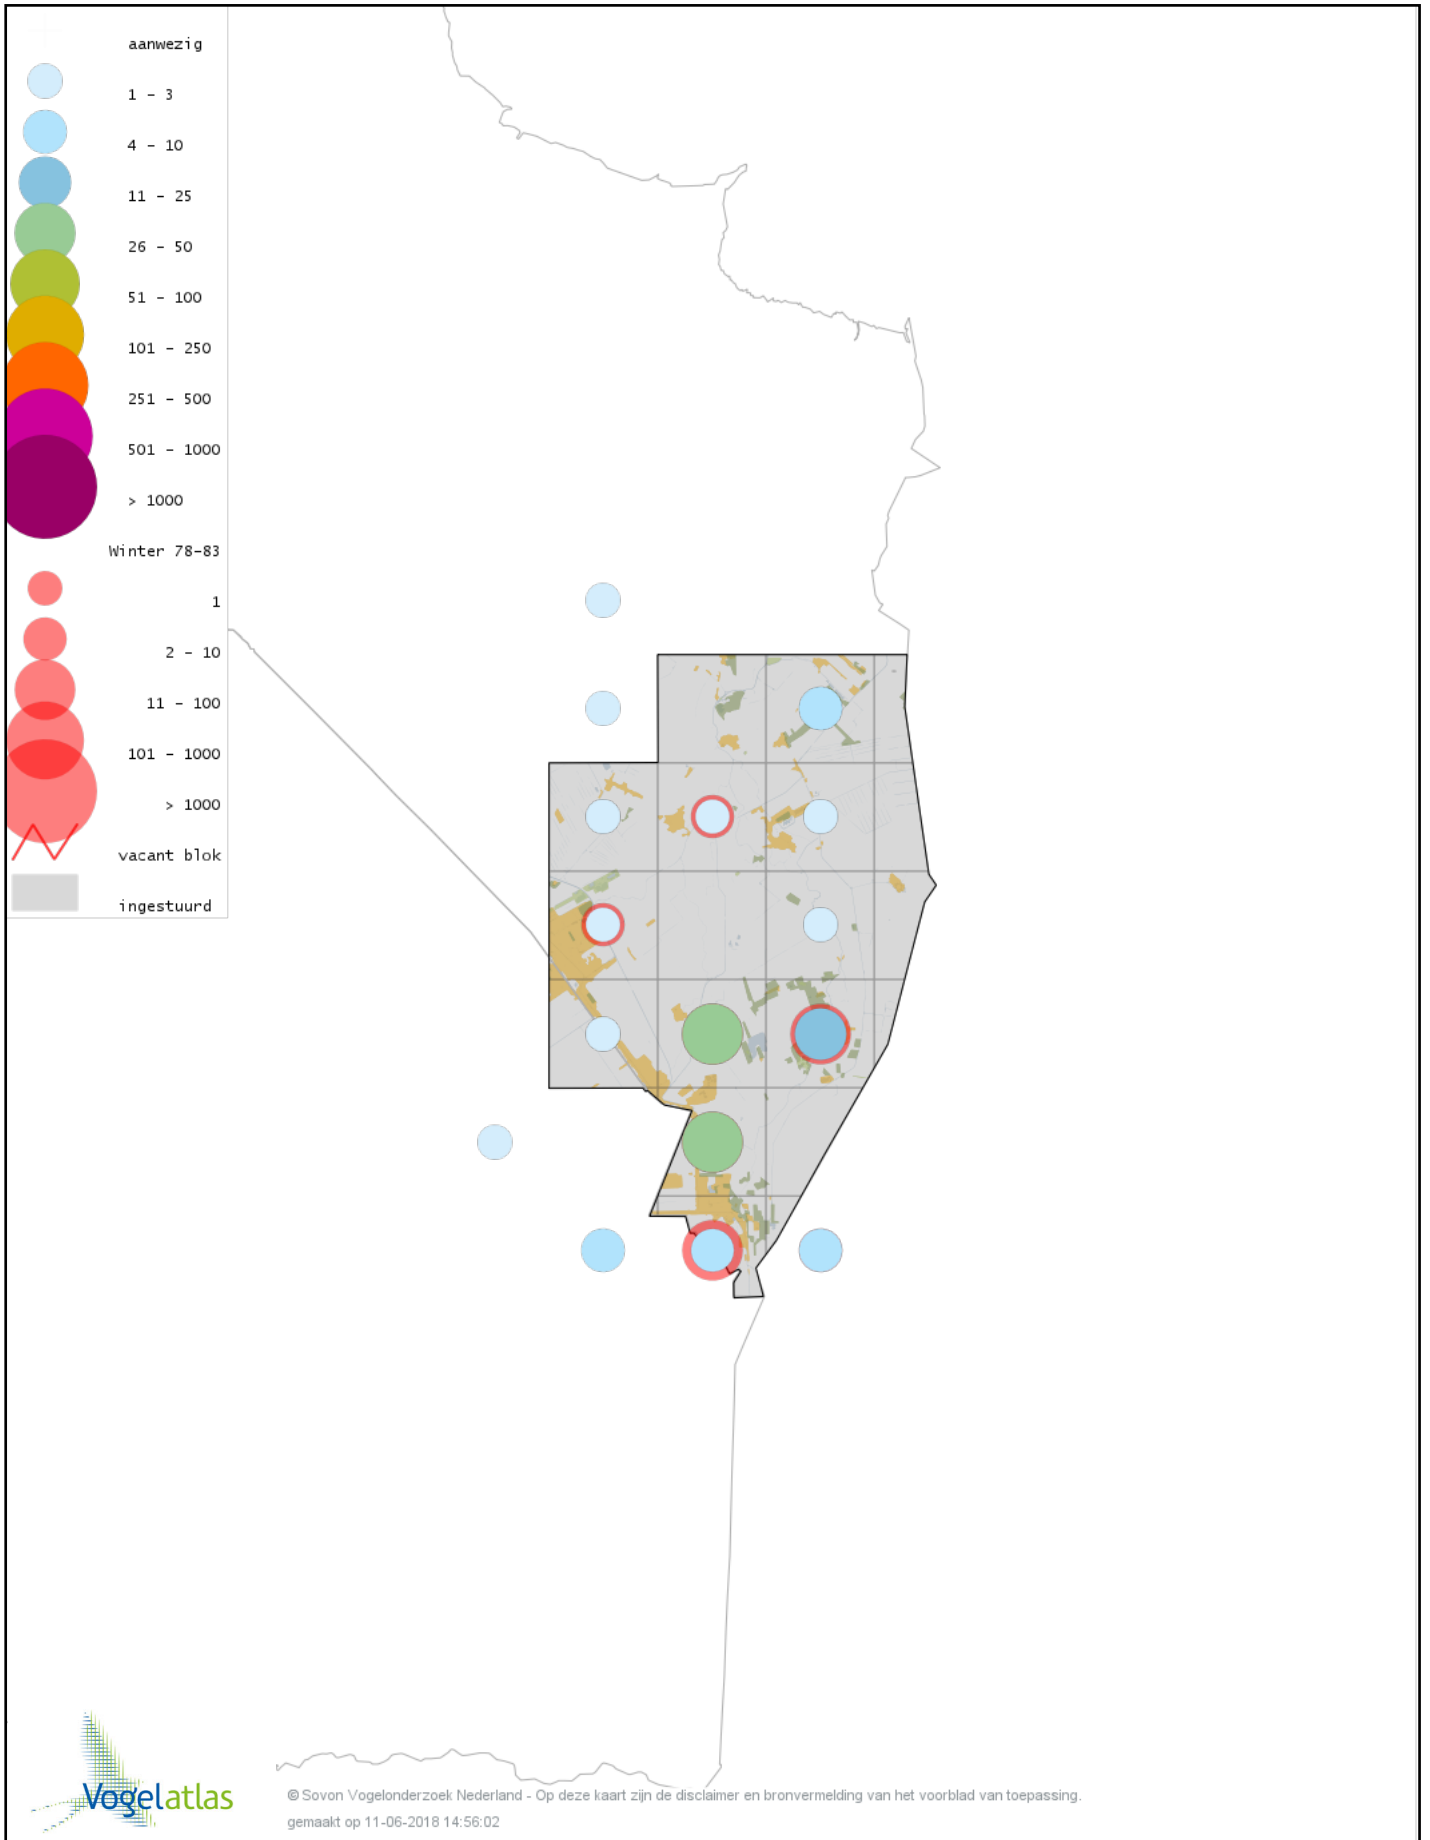 aanwezig
1 - 3
4 - 10
11 - 25
26 - 50
51 - 100
101 - 250
251 - 500
501 - 1000
> 1000
Winter 78-83
1
2 - 10
11 - 100
101 - 1000
> 1000
vacant blok
ingestuurd
Vogelatlas
© Sovon Vogelonderzoek Nederland - Op deze kaart zijn de disclaimer en bronvermelding van het voorblad van toepassing.
gemaakt op 11-06-2018 14:56:02